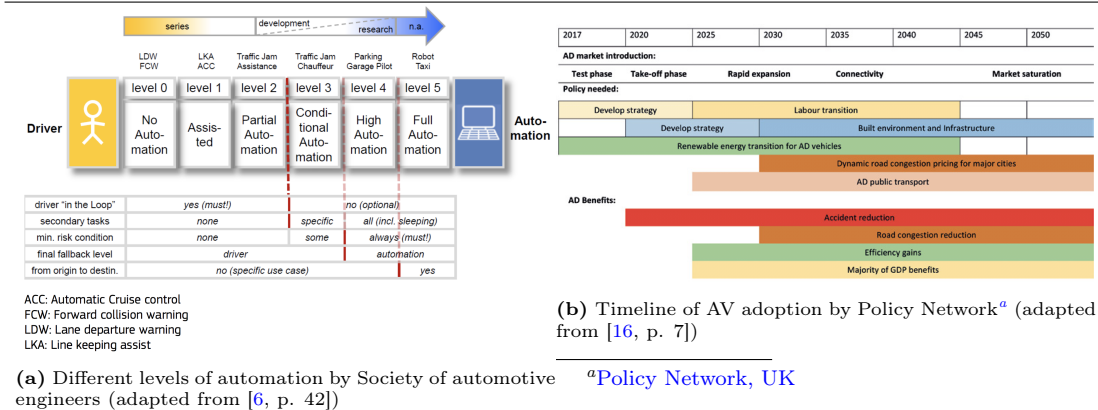 series
development
research
n.a.
LDW
FCW
LKA
ACC
Traffic Jam
Assistance
Traffic Jam
Chauffeur
Parking
Garage Pilot
Robot
Taxi
level 0
level 1
level 2
level 3
level 4
level 5
Driver
No
Auto-
mation
Assis-
ted
Partial
Auto-
mation
Condi-
tional
Auto-
mation
High
Auto-
mation
Full
Auto-
mation
Auto-
mation
driver "in the Loop" yes (must!) no (optional)
secondary tasks none specific all (incl. sleeping)
min. risk condition none some always (must!)
final fallback level driver automation
from origin to destin. no (specific use case) yes
ACC: Automatic Cruise control
FCW: Forward collision warning
LDW: Lane departure warning
LKA: Line keeping assist
(a) Different levels of automation by Society of automotive
engineers (adapted from [6, p. 42])
2017 2020 2025 2030 2035 2040 2045 2050
AD market introduction:
Test phase Take-off phase Rapid expansion Connectivity Market saturation
Policy needed:
Develop strategy Labour transition
Develop strategy Built environment and Infrastructure
Renewable energy transition for AD vehicles
Dynamic road congestion pricing for major cities
AD public transport
AD Benefits:
Accident reduction
Road congestion reduction
Efficiency gains
Majority of GDP benefits
(b) Timeline of AV adoption by Policy Network a (adapted
from [16, p. 7])
a Policy Network, UK